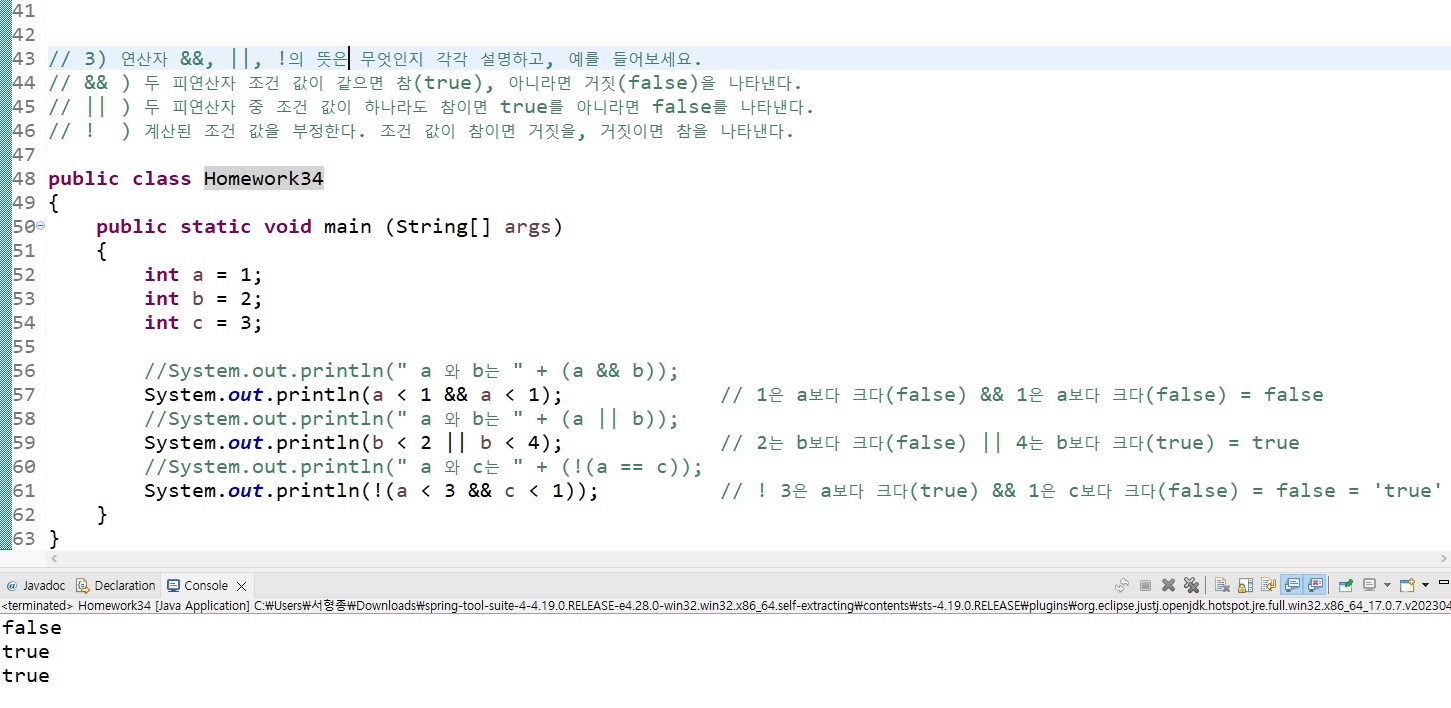 41
42
43 // 3) 연산자 &&, ||, !의 뜻은 무엇인지 각각 설명하고, 예를 들어보세요.
44 // && ) 두 피연산자 조건 값이 같으면 참(true), 아니라면 거짓(false)을 나타낸다.
45 // || ) 두 피연산자 중 조건 값이 하나라도 참이면 true를 아니라면 false를 나타낸다.
46 // !  ) 계산된 조건 값을 부정한다. 조건 값이 참이면 거짓을, 거짓이면 참을 나타낸다.
47
48 public class Homework34
49 {
50     public static void main (String[] args)
51     {
52         int a = 1;
53         int b = 2;
54         int c = 3;
55
56         //System.out.println(" a 와 b는 " + (a && b));
57         System.out.println(a < 1 && a < 1);             // 1은 a보다 크다(false) && 1은 a보다 크다(false) = false
58         //System.out.println(" a 와 b는 " + (a || b));
59         System.out.println(b < 2 || b < 4);             // 2는 b보다 크다(false) || 4는 b보다 크다(true) = true
60         //System.out.println(" a 와 c는 " + (!(a == c));
61         System.out.println(!(a < 3 && c < 1));          // ! 3은 a보다 크다(true) && 1은 c보다 크다(false) = false = 'true'
62     }
63 }
@ Javadoc Declaration Console
<terminated> Homework34 [Java Application] C:₩Users₩서형종₩Downloads₩spring-tool-suite-4-4.19.0.RELEASE-e4.28.0-win32.win32.x86_64.self-extracting₩contents₩sts-4.19.0.RELEASE₩plugins₩org.eclipse.justj.openjdk.hotspot.jre.full.win32.x86_64_17.0.7.v202304
false
true
true